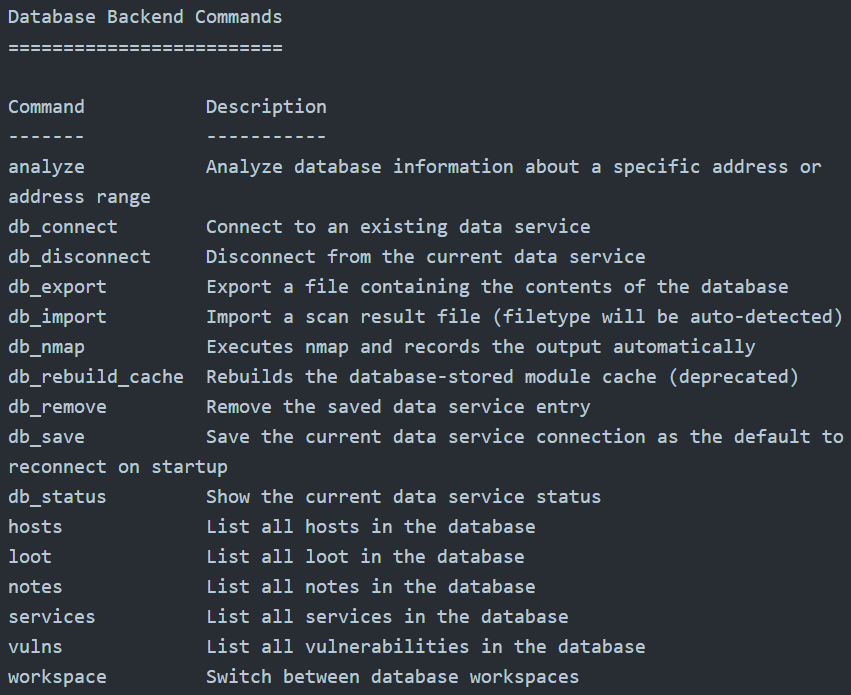 Database Backend Commands
=========================
Command Description
------- -----------
analyze Analyze database information about a specific address or
address range
db_connect Connect to an existing data service
db_disconnect Disconnect from the current data service
db_export Export a file containing the contents of the database
db_import Import a scan result file (filetype will be auto-detected)
db_nmap Executes nmap and records the output automatically
db_rebuild_cache Rebuilds the database-stored module cache (deprecated)
db_remove Remove the saved data service entry
db_save Save the current data service connection as the default to
reconnect on startup
db_status Show the current data service status
hosts List all hosts in the database
loot List all loot in the database
notes List all notes in the database
services List all services in the database
vulns List all vulnerabilities in the database
workspace Switch between database workspaces